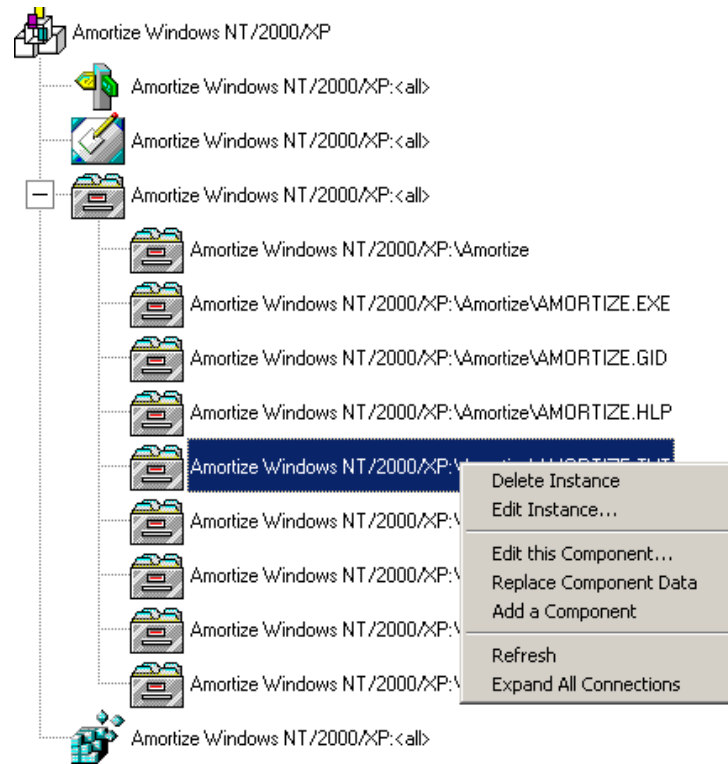 Amortize Windows NT/2000/XP
Amortize Windows NT/2000/XP:<all>
Amortize Windows NT/2000/XP:<all>
Amortize Windows NT/2000/XP:<all>
Amortize Windows NT/2000/XP:\Amortize
Amortize Windows NT/2000/XP:\Amortize\AMORTIZE.EXE
Amortize Windows NT/2000/XP:\Amortize\AMORTIZE.GID
Amortize Windows NT/2000/XP:\Amortize\AMORTIZE.HLP
Amortize Windows NT/2000/XP:
Delete Instance
Edit Instance...
Amortize Windows NT/2000/XP:\
Edit this Component...
Amortize Windows NT/2000/XP:\
Replace Component Data
Add a Component
Amortize Windows NT/2000/XP:\
Refresh
Amortize Windows NT/2000/XP:\
Expand All Connections
Amortize Windows NT/2000/XP:<all>